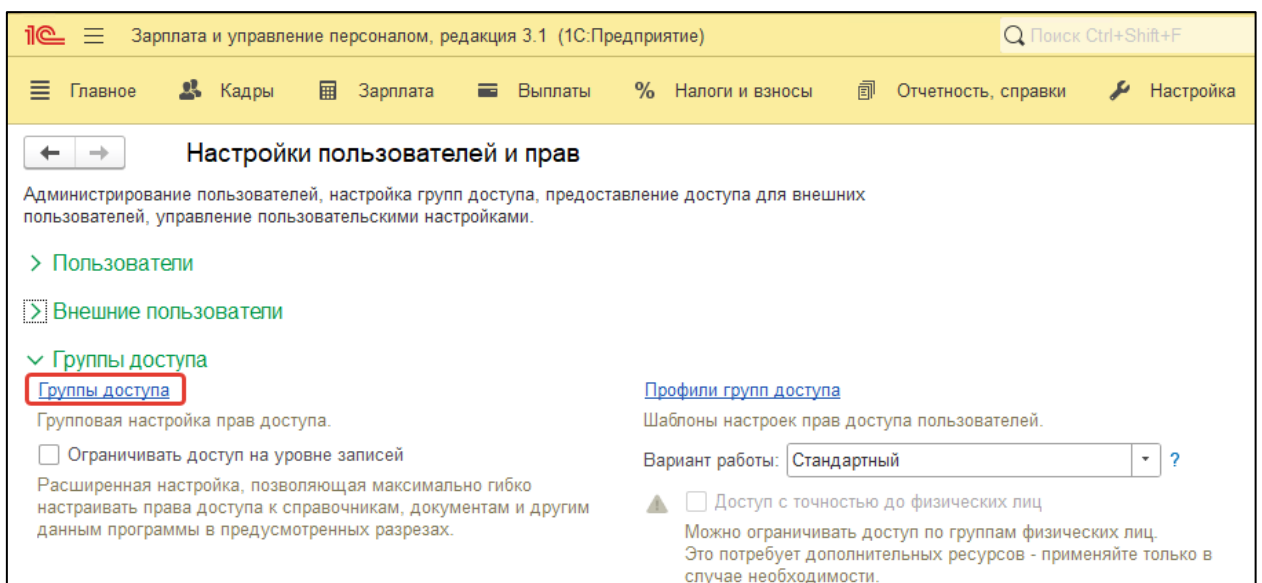 1С Зарплата и управление персоналом, редакция 3.1 (1С:Предприятие) Поиск Ctrl+Shift+F
Главное Кадры Зарплата Выплаты % Налоги и взносы Отчетность, справки Настройка
Настройки пользователей и прав
Администрирование пользователей, настройка групп доступа, предоставление доступа для внешних
пользователей, управление пользовательскими настройками.
Пользователи
Внешние пользователи
Группы доступа
Группы доступа
Групповая настройка прав доступа.
Ограничивать доступ на уровне записей
Расширенная настройка, позволяющая максимально гибко
настраивать права доступа к справочникам, документам и другим
данным программы в предусмотренных разрезах.
Профили групп доступа
Шаблоны настроек прав доступа пользователей.
Вариант работы: Стандартный ?
Доступ с точностью до физических лиц
Можно ограничивать доступ по группам физических лиц.
Это потребует дополнительных ресурсов - применяйте только в
случае необходимости.